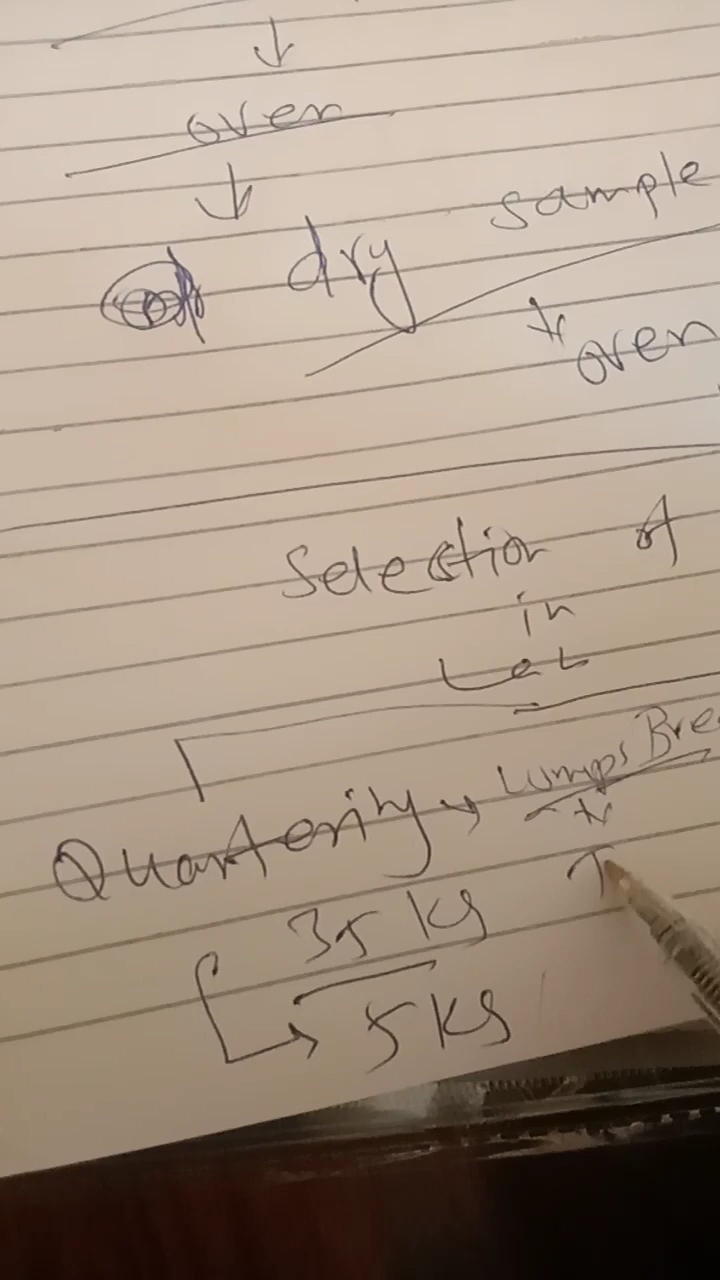 ↓
oven
↓
dry sample
oven
Selection of
in
Lab
Quartering → Lumps Bre
35 kg
5 kg